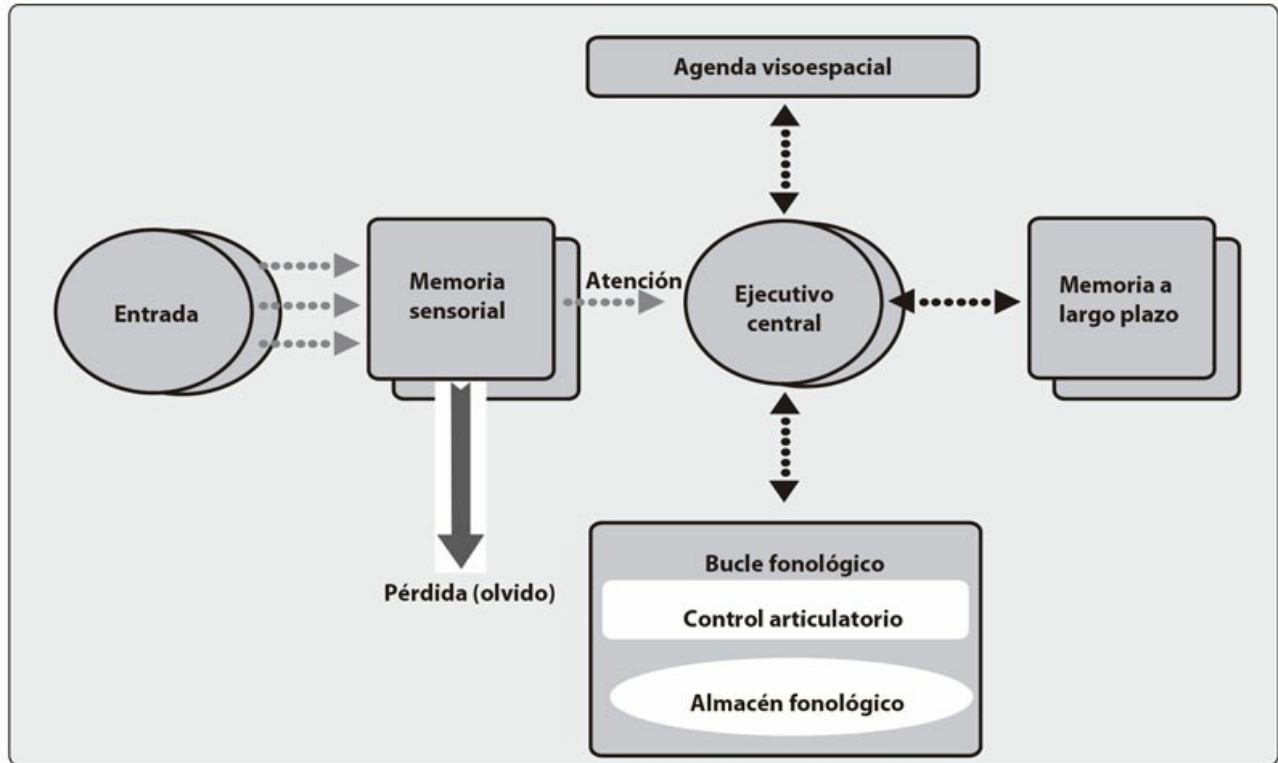 Agenda visoespacial
Entrada
Memoria
sensorial
Atención
Ejecutivo
central
Memoria a
largo plazo
Pérdida (olvido)
Bucle fonológico
Control articulatorio
Almacén fonológico